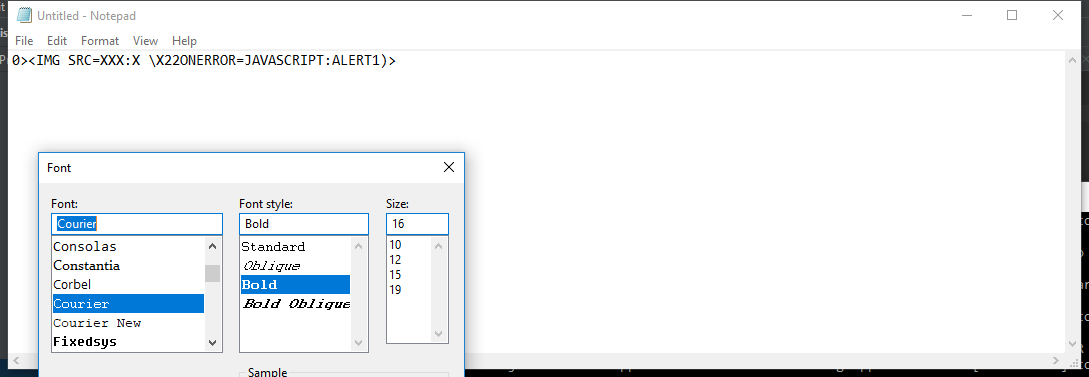 Untitled - Notepad
File Edit Format View Help
0><IMG SRC=XXX:X \X22ONERROR=JAVASCRIPT:ALERT1)>
Font
Font: Font style: Size:
Courier Bold 16
Consolas Standard 10
Constantia Oblique 12
Corbel Bold 15
Courier Bold Oblique 19
Courier New
Fixedsys
Sample